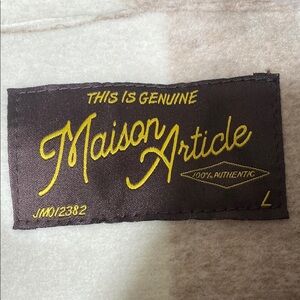 THIS IS GENUINE
Maison Article
100% AUTHENTIC
JM012382
L